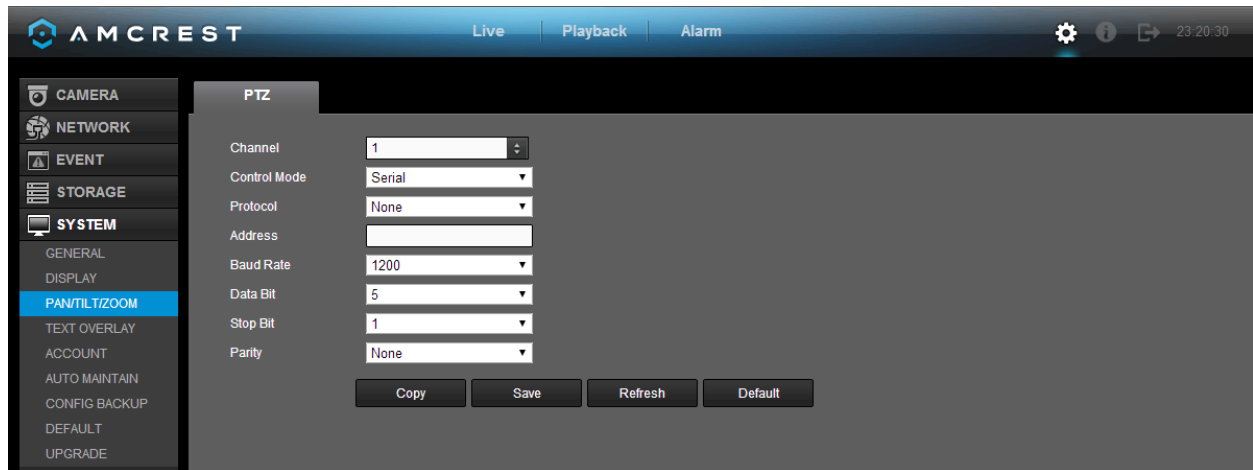 AMCREST
Live Playback Alarm
23:20:30
CAMERA
NETWORK
EVENT
STORAGE
SYSTEM
GENERAL
DISPLAY
PAN/TILT/ZOOM
TEXT OVERLAY
ACCOUNT
AUTO MAINTAIN
CONFIG BACKUP
DEFAULT
UPGRADE
PTZ
Channel 1
Control Mode Serial
Protocol None
Address
Baud Rate 1200
Data Bit 5
Stop Bit 1
Parity None
Copy Save Refresh Default